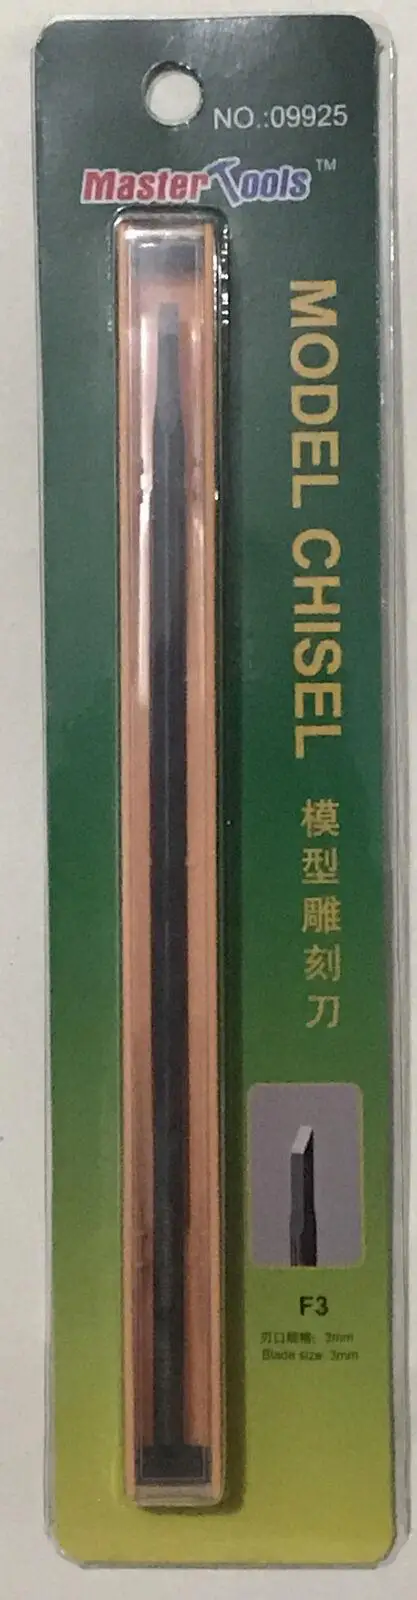 NO.:09925
Master Tools™
MODEL CHISEL 模型雕刻刀
F3
刃口规格: 3mm
Blade size 3mm